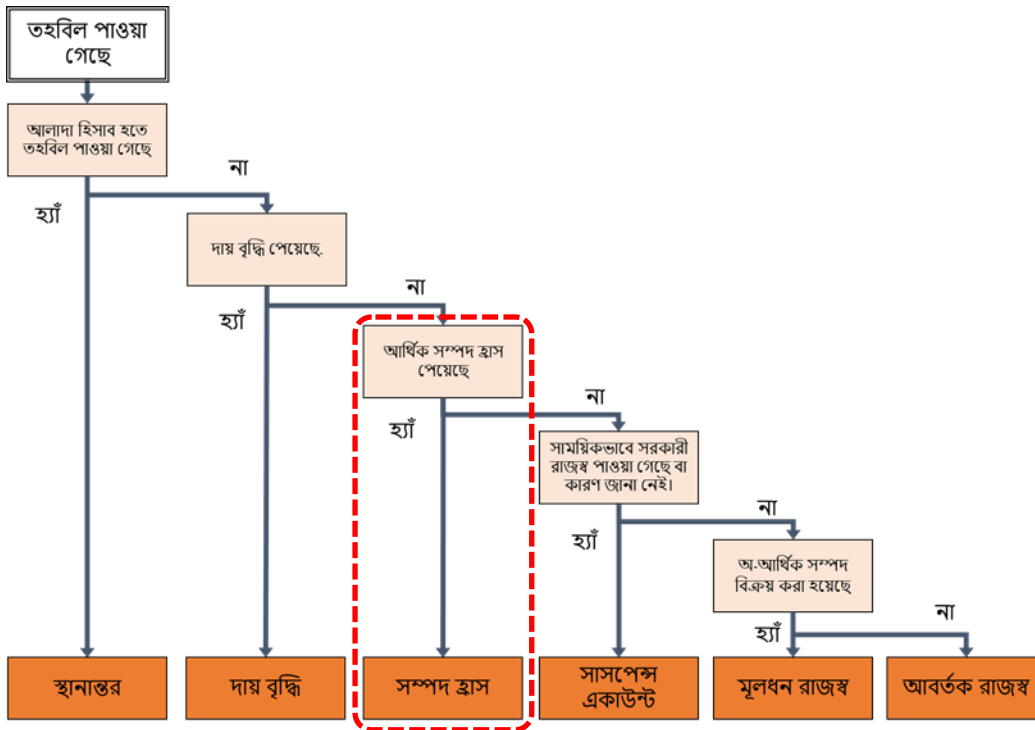 তহবিল পাওয়া
গেছে
আলাদা হিসাব হতে
তহবিল পাওয়া গেছে
না
হ্যাঁ
দায় বৃদ্ধি পেয়েছে.
না
হ্যাঁ
আর্থিক সম্পদ হ্রাস
পেয়েছে
না
হ্যাঁ
সাময়িকভাবে সরকারী
রাজস্ব পাওয়া গেছে বা
কারণ জানা নেই।
না
হ্যাঁ
অ-আর্থিক সম্পদ
বিক্রয় করা হয়েছে
না
হ্যাঁ
স্থানান্তর
দায় বৃদ্ধি
সম্পদ হ্রাস
সাসপেন্স
একাউন্ট
মূলধন রাজস্ব
আবর্তক রাজস্ব